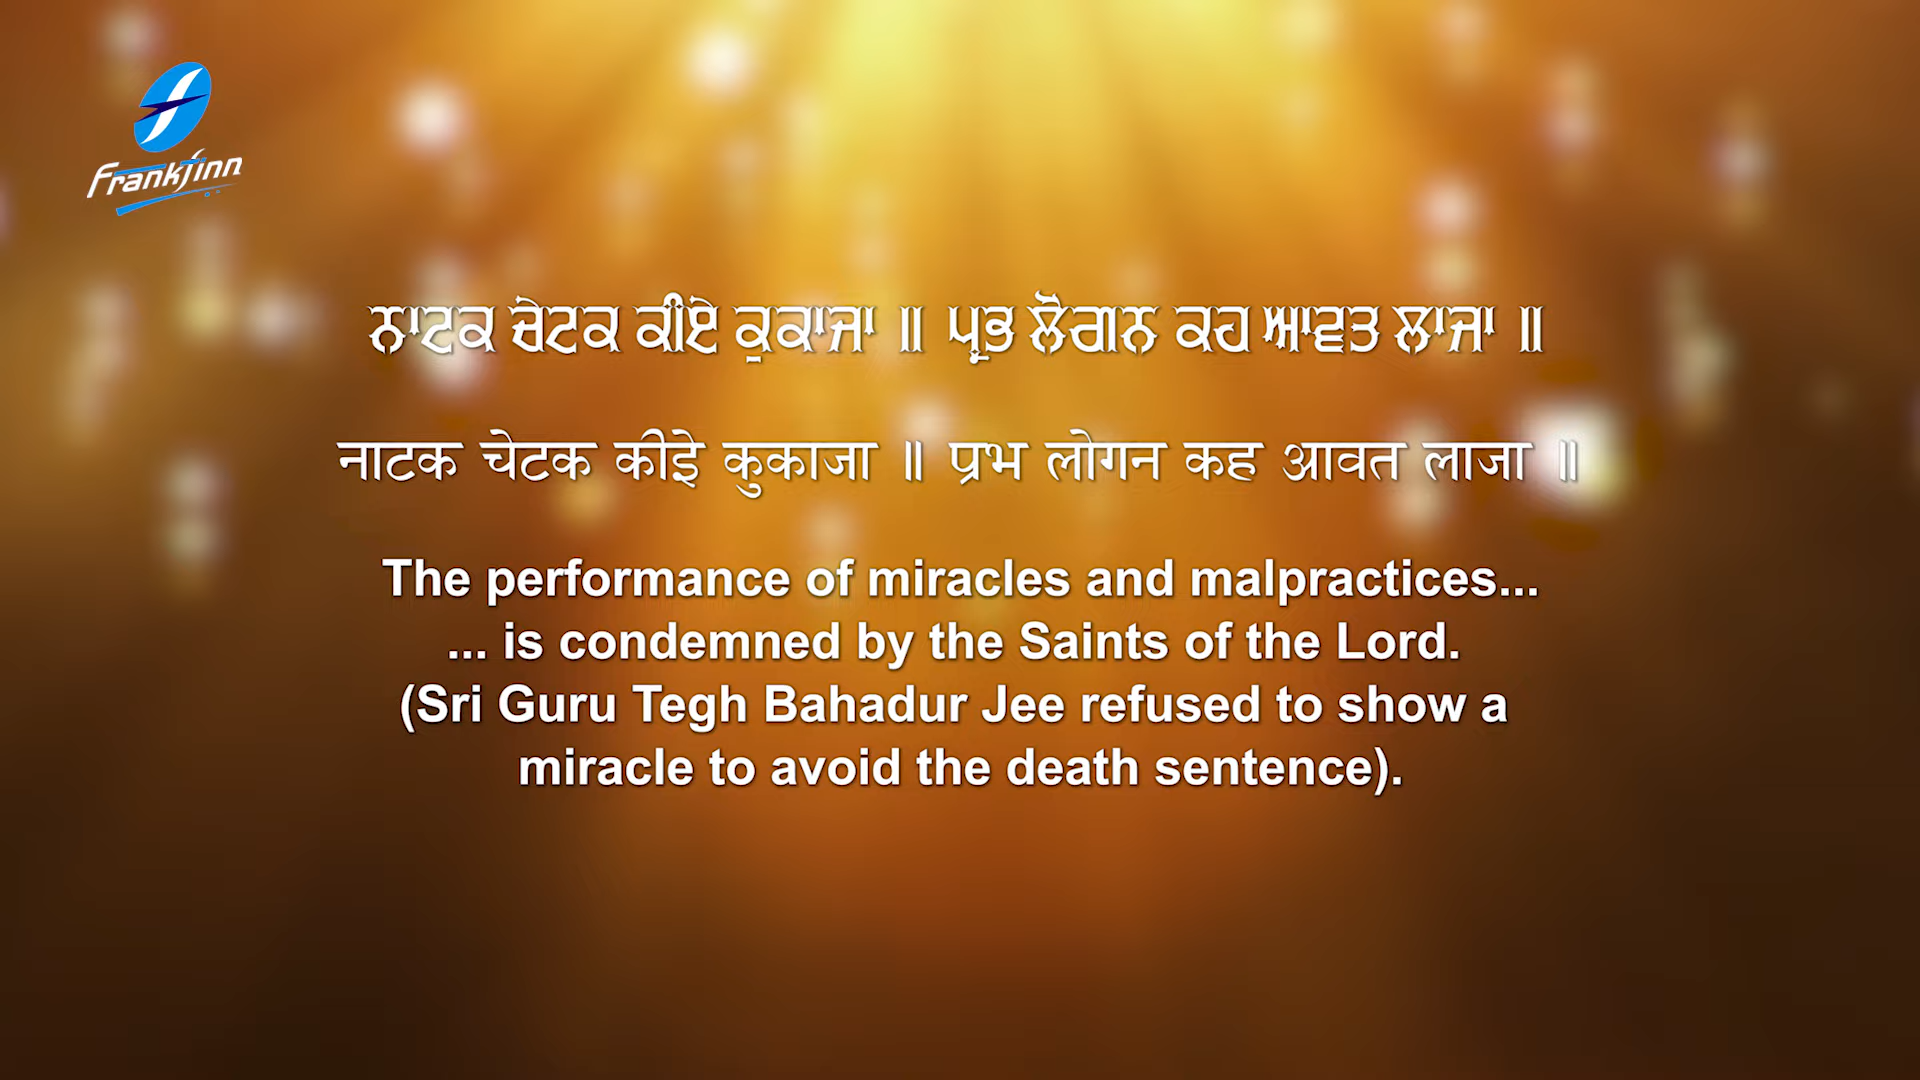 Frankfinn
ਨਾਟਕ ਚੇਟਕ ਕੀਏ ਕੁਕਾਜਾ ॥ ਪ੍ਰਭ ਲੋਗਨ ਕਹ ਆਵਤ ਲਾਜਾ ॥
नाटक चेटक कीइे कुकाजा ॥ प्रभ लोगन कह आवत लाजा ॥
The performance of miracles and malpractices...
... is condemned by the Saints of the Lord.
(Sri Guru Tegh Bahadur Jee refused to show a
miracle to avoid the death sentence).